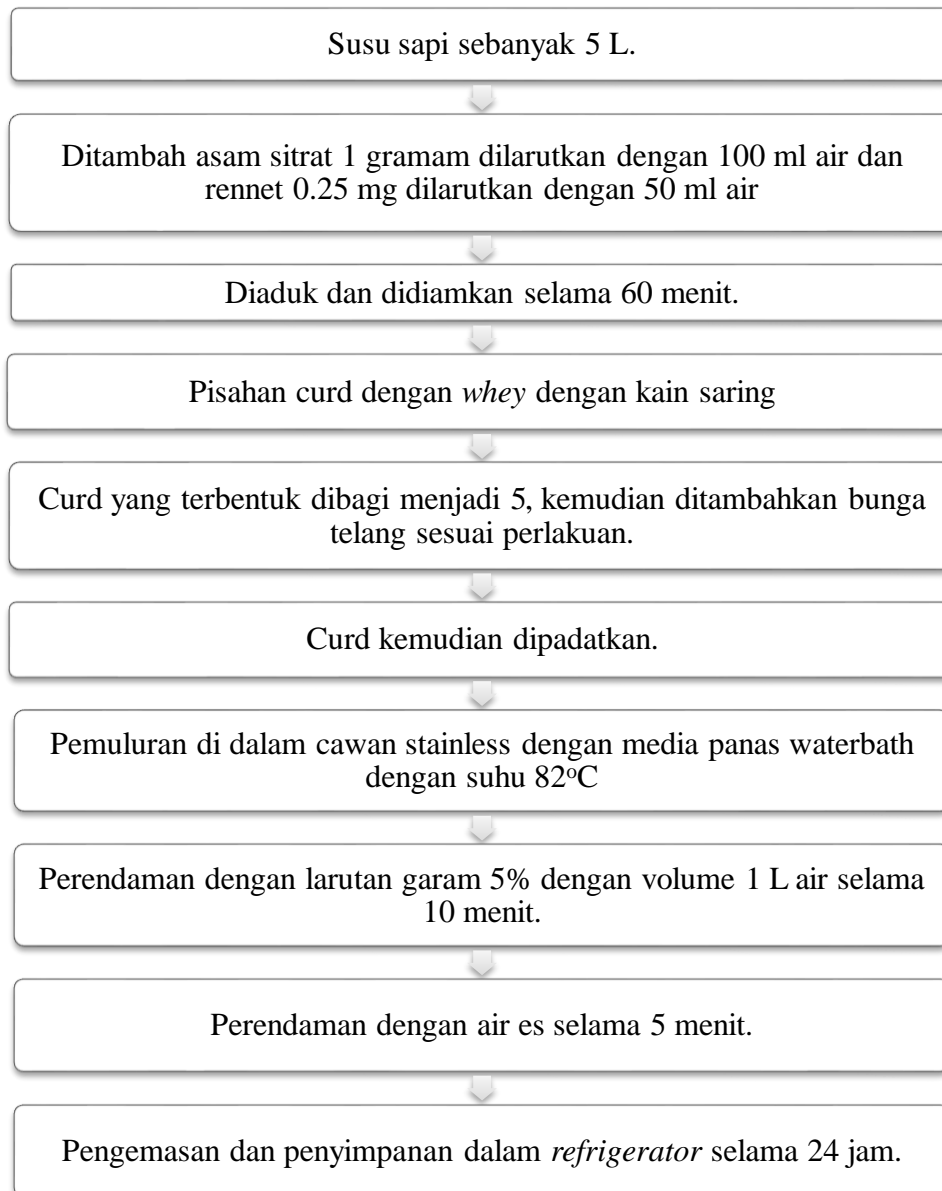 Susu sapi sebanyak 5 L.
Ditambah asam sitrat 1 gramam dilarutkan dengan 100 ml air dan
rennet 0.25 mg dilarutkan dengan 50 ml air
Diaduk dan didiamkan selama 60 menit.
Pisahan curd dengan whey dengan kain saring
Curd yang terbentuk dibagi menjadi 5, kemudian ditambahkan bunga
telang sesuai perlakuan.
Curd kemudian dipadatkan.
Pemuluran di dalam cawan stainless dengan media panas waterbath
dengan suhu 82°C
Perendaman dengan larutan garam 5% dengan volume 1 L air selama
10 menit.
Perendaman dengan air es selama 5 menit.
Pengemasan dan penyimpanan dalam refrigerator selama 24 jam.